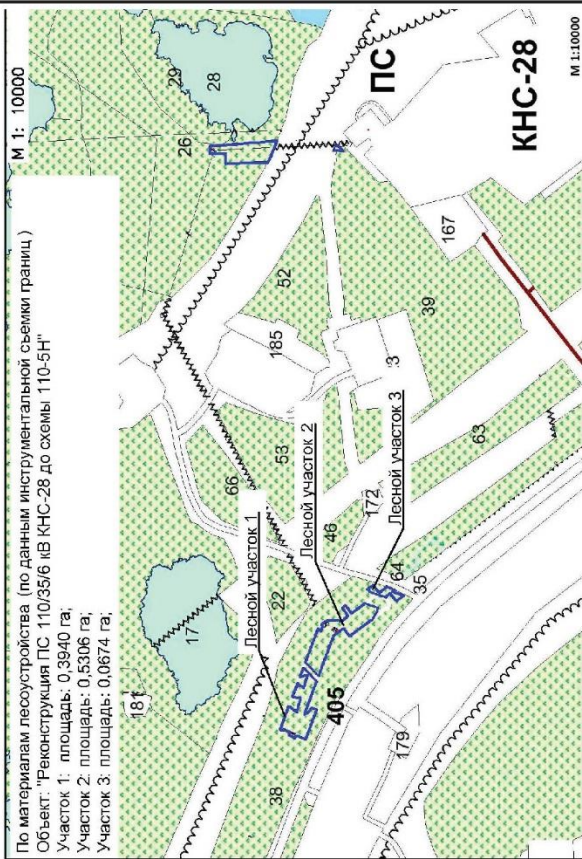 По материалам лесоустройства (по данным инструментальной съемки границ )
М 1: 10000
Объект: "Реконструкция ПС 110/35/6 кВ КНС-28 до схемы 110-5Н"
Участок 1: площадь: 0,3940 га;
Участок 2: площадь: 0,5306 га;
Участок 3: площадь: 0,0674 га;
29
28
26
ПС
КНС-28
167
52
185
39
3
53
66
63
Лесной участок 1
Лесной участок 2
Лесной участок 3
46
172
64
35
22
17
181
405
38
179
М 1:10000